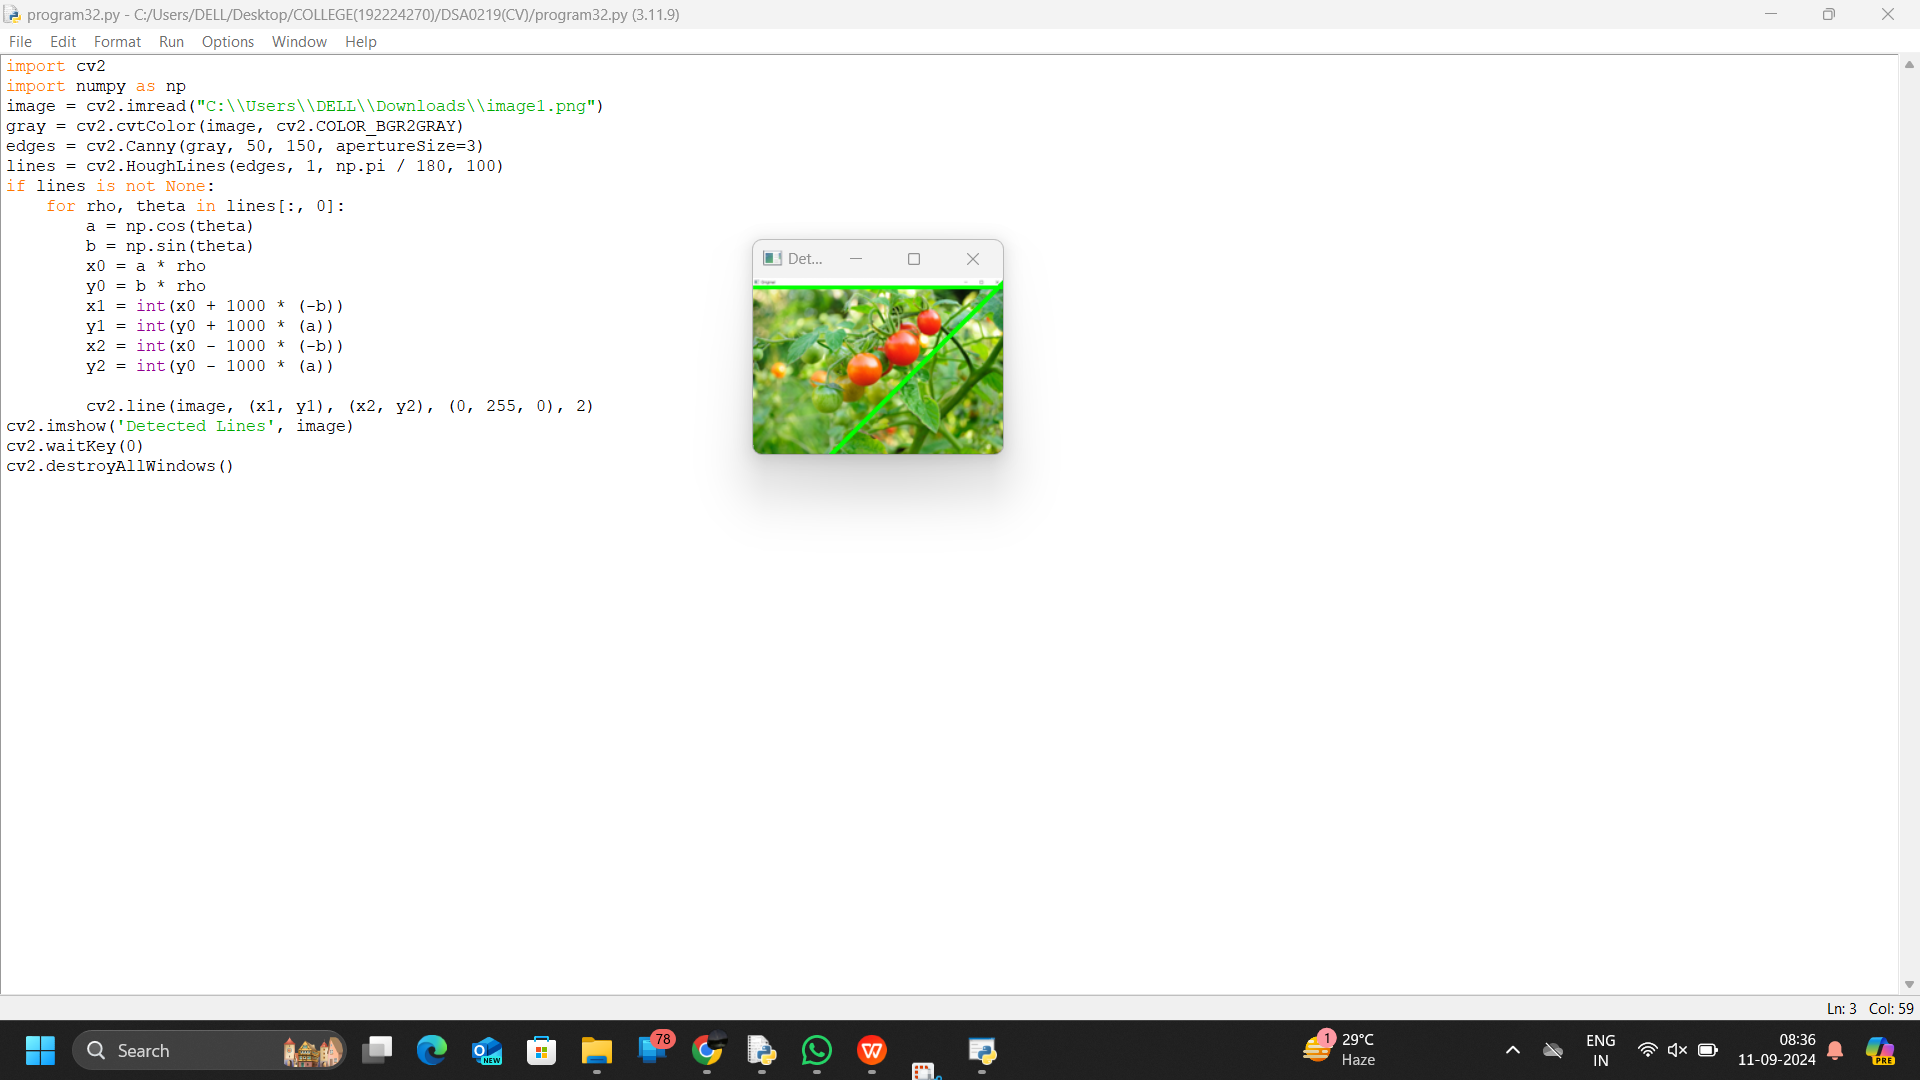 program32.py - C:/Users/DELL/Desktop/COLLEGE(192224270)/DSA0219(CV)/program32.py (3.11.9)
File Edit Format Run Options Window Help
import cv2
import numpy as np
image = cv2.imread("C:\\Users\\DELL\\Downloads\\image1.png")
gray = cv2.cvtColor(image, cv2.COLOR_BGR2GRAY)
edges = cv2.Canny(gray, 50, 150, apertureSize=3)
lines = cv2.HoughLines(edges, 1, np.pi / 180, 100)
if lines is not None:
    for rho, theta in lines[:, 0]:
        a = np.cos(theta)
        b = np.sin(theta)
        x0 = a * rho
        y0 = b * rho
        x1 = int(x0 + 1000 * (-b))
        y1 = int(y0 + 1000 * (a))
        x2 = int(x0 - 1000 * (-b))
        y2 = int(y0 - 1000 * (a))
        cv2.line(image, (x1, y1), (x2, y2), (0, 255, 0), 2)
cv2.imshow('Detected Lines', image)
cv2.waitKey(0)
cv2.destroyAllWindows()
Det...
Ln: 3 Col: 59
Search
NEW
78
1
29°C
Haze
ENG
IN
08:36
11-09-2024
PRE